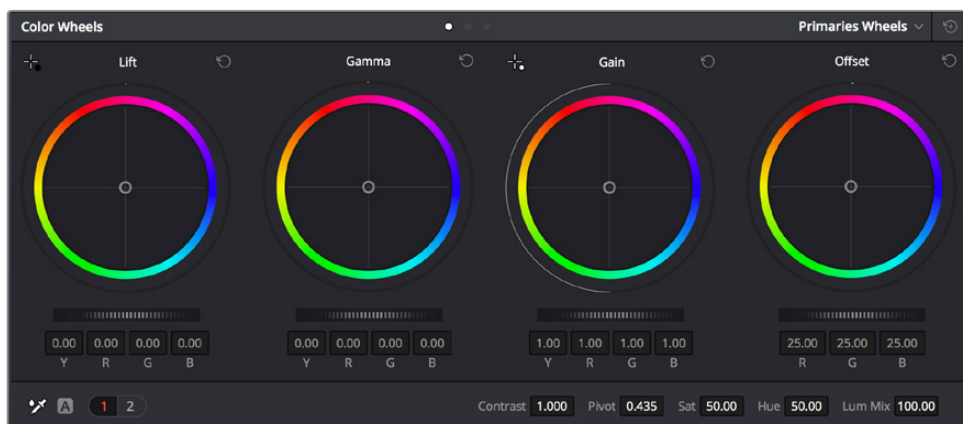 Color Wheels Primaries Wheels
Lift Gamma Gain Offset
0.00 0.00 0.00 0.00 0.00 0.00 0.00 0.00 1.00 1.00 1.00 1.00 25.00 25.00 25.00
Y R G B Y R G B Y R G B R G B
A 1 2 Contrast 1.000 Pivot 0.435 Sat 50.00 Hue 50.00 Lum Mix 100.00